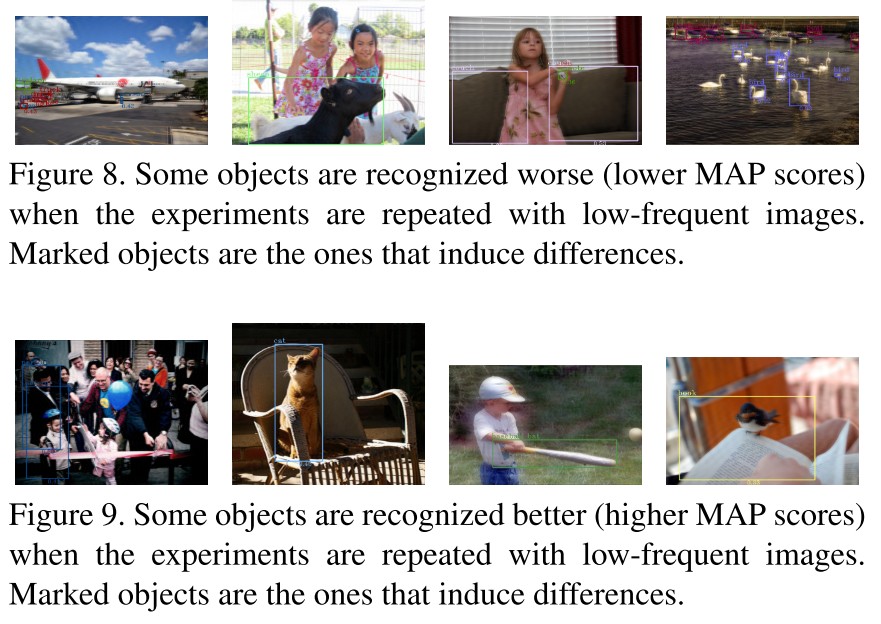 Figure 8. Some objects are recognized worse (lower MAP scores)
when the experiments are repeated with low-frequent images.
Marked objects are the ones that induce differences.
cat
Figure 9. Some objects are recognized better (higher MAP scores)
when the experiments are repeated with low-frequent images.
Marked objects are the ones that induce differences.